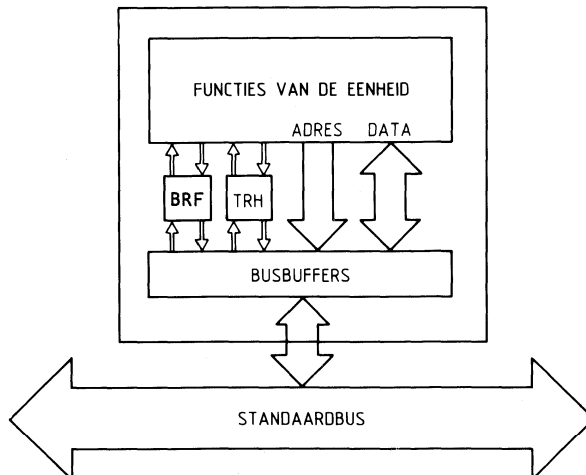 FUNCTIES VAN DE EENHEID
ADRES DATA
BRF TRH
BUSBUFFERS
STANDAARDBUS